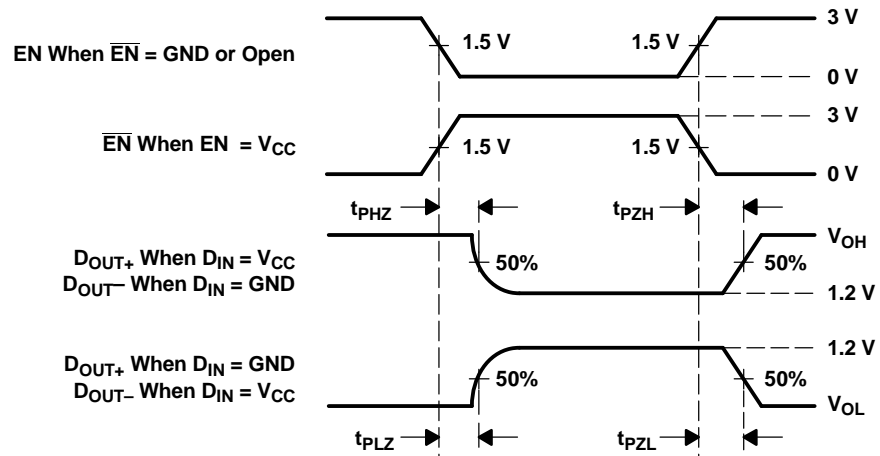 EN When E̅N̅ = GND or Open
1.5 V
1.5 V
3 V
0 V
E̅N̅ When EN = VCC
1.5 V
1.5 V
3 V
0 V
tPHZ
tPZH
DOUT+ When DIN = VCC
DOUT– When DIN = GND
50%
50%
VOH
1.2 V
DOUT+ When DIN = GND
DOUT– When DIN = VCC
50%
50%
1.2 V
VOL
tPLZ
tPZL